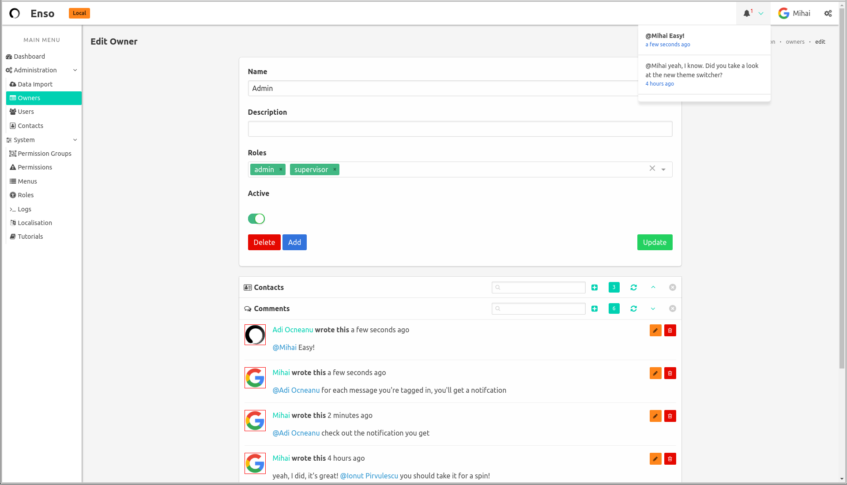 Enso
Local
1
Mihai
MAIN MENU
Dashboard
Administration
Data Import
Owners
Users
Contacts
System
Permission Groups
Permissions
Menus
Roles
Logs
Localisation
Tutorials
Edit Owner
owners
edit
@Mihai Easy!
a few seconds ago
@Mihai yeah, I know. Did you take a look
at the new theme switcher?
4 hours ago
Name
Admin
Description
Roles
admin
supervisor
Active
Delete
Add
Update
Contacts
Comments
Adi Ocneanu wrote this a few seconds ago
@Mihai Easy!
Mihai wrote this a few seconds ago
@Adi Ocneanu for each message you're tagged in, you'll get a notifcation
Mihai wrote this 2 minutes ago
@Adi Ocneanu check out the notification you get
Mihai wrote this 4 hours ago
yeah, I did, it's great! @Ionut Pirvulescu you should take it for a spin!